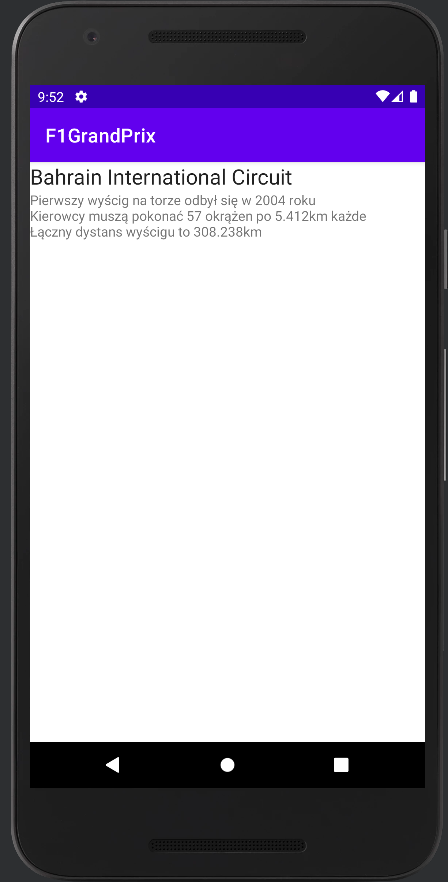 9:52
F1GrandPrix
Bahrain International Circuit
Pierwszy wyścig na torze odbył się w 2004 roku
Kierowcy muszą pokonać 57 okrążen po 5.412km każde
Łączny dystans wyścigu to 308.238km